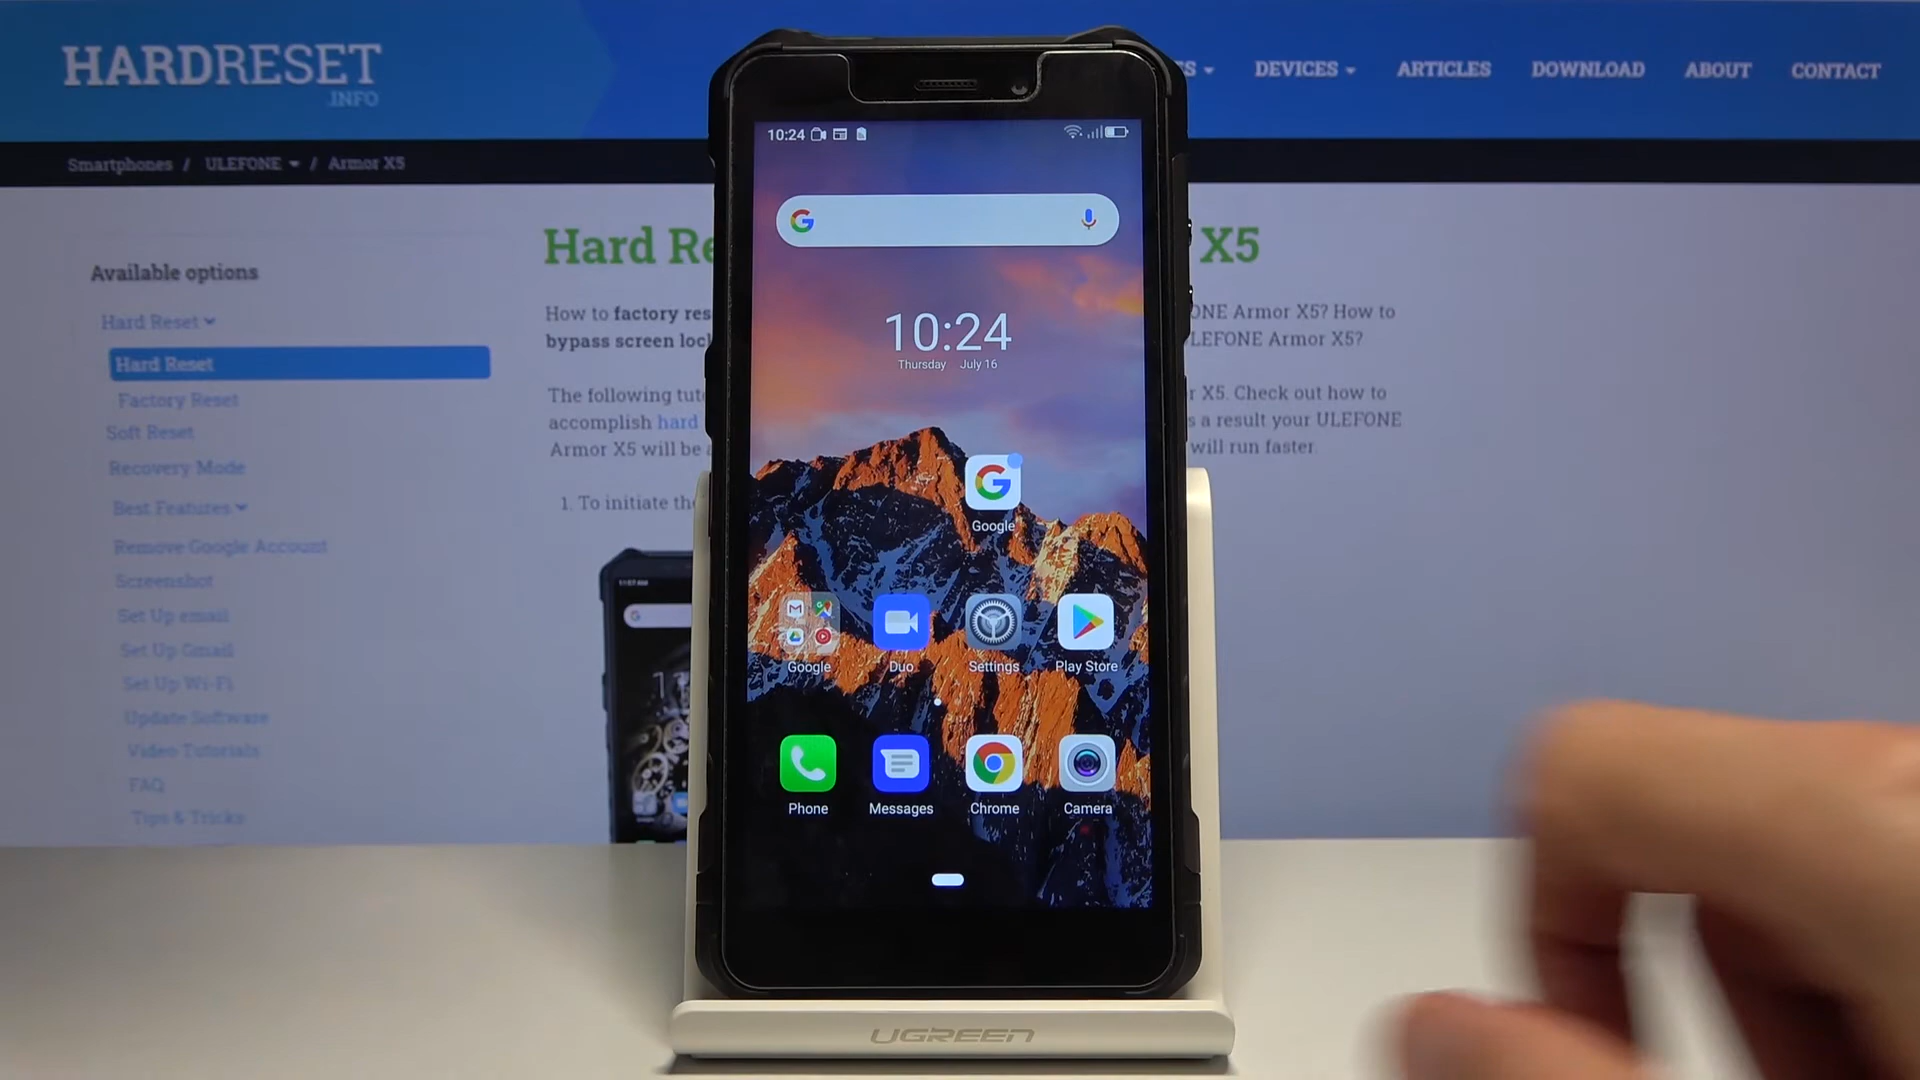 HARDRESET
.INFO
DEVICES
ARTICLES
DOWNLOAD
ABOUT
CONTACT
Smartphones / ULEFONE / Armor X5
Available options
Hard Reset
Hard Reset
Factory Reset
Soft Reset
Recovery Mode
Best Features
Remove Google Account
Screenshot
Set Up email
Set Up Gmail
Set Up Wi-Fi
Update Software
Video Tutorials
FAQ
Tips & Tricks
Hard Re
X5
How to factory res
ONE Armor X5? How to
bypass screen loc
LEFONE Armor X5?
The following tut
r X5. Check out how to
accomplish hard
s a result your ULEFONE
Armor X5 will be a
will run faster.
1. To initiate th
10:24
10:24
Thursday July 16
Google
Google
Duo
Settings
Play Store
Phone
Messages
Chrome
Camera
UGREEN